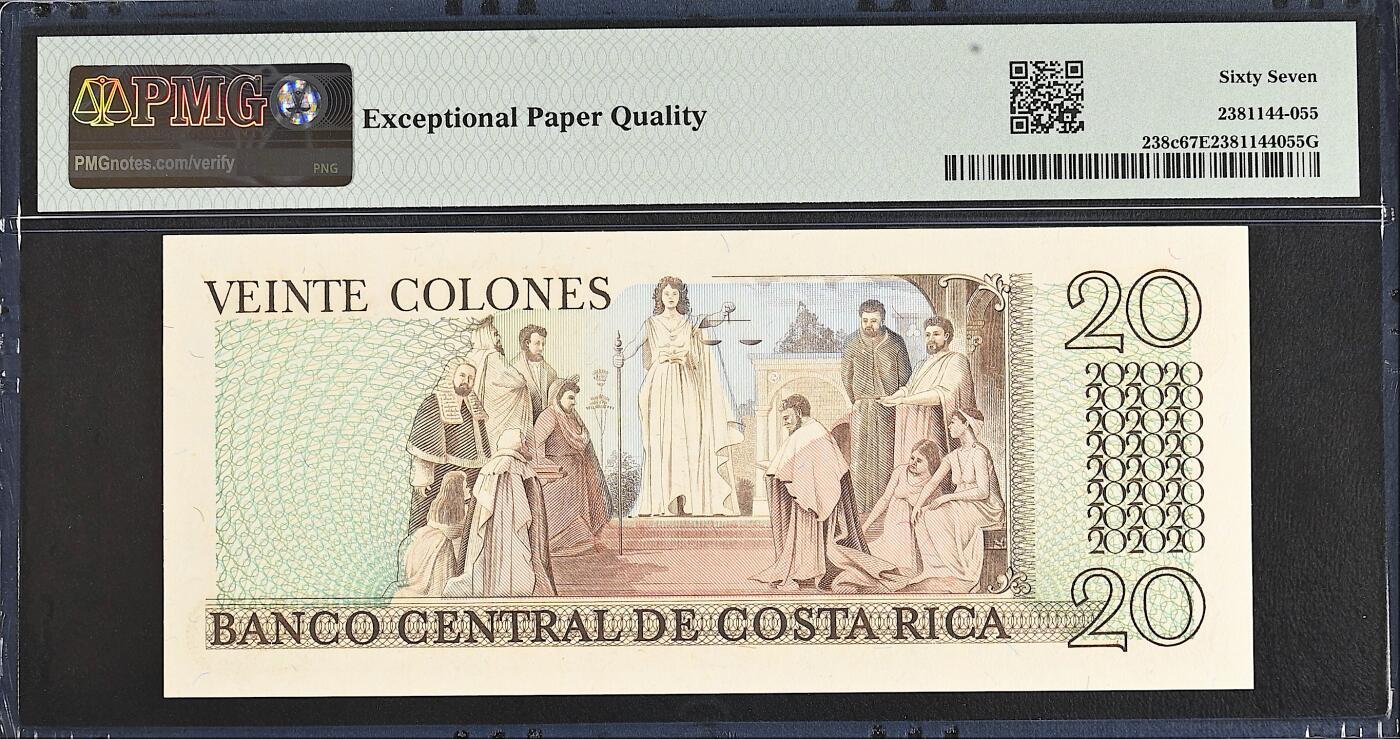 PMG
PMGnotes.com/verify
PNG
Exceptional Paper Quality
Sixty Seven
2381144-055
238c67E2381144055G
VEINTE COLONES
20
202020
202020
202020
202020
202020
202020
202020
202020
20
BANCO CENTRAL DE COSTA RICA